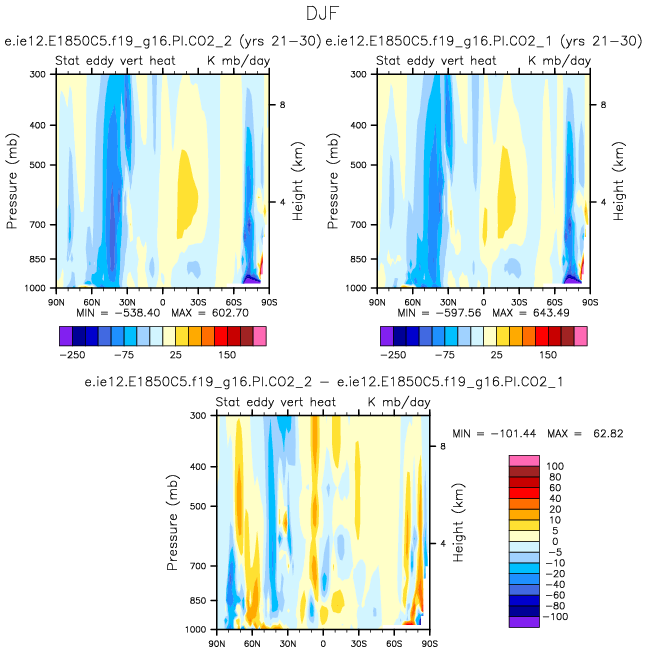 DJF
e.ie12.E1850C5.f19_g16.PI.CO2_2 (yrs 21-30) e.ie12.E1850C5.f19_g16.PI.CO2_1 (yrs 21-30)
Stat eddy vert heat K mb/day
Stat eddy vert heat K mb/day
300
400
500
700
850
1000
Pressure (mb)
8
4
Height (km)
90N 60N 30N 0 30S 60S 90S
MIN = -538.40 MAX = 602.70
-250 -75 25 150
300
400
500
700
850
1000
Pressure (mb)
8
4
Height (km)
90N 60N 30N 0 30S 60S 90S
MIN = -597.56 MAX = 643.49
-250 -75 25 150
e.ie12.E1850C5.f19_g16.PI.CO2_2 - e.ie12.E1850C5.f19_g16.PI.CO2_1
Stat eddy vert heat K mb/day
300
400
500
700
850
1000
Pressure (mb)
8
4
Height (km)
90N 60N 30N 0 30S 60S 90S
MIN = -101.44 MAX = 62.82
100
80
60
40
20
10
5
0
-5
-10
-20
-40
-60
-80
-100